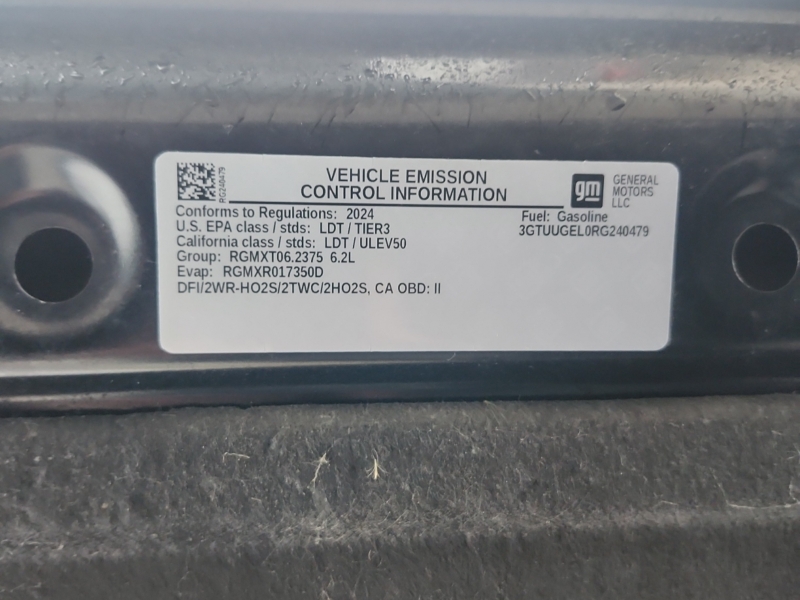 RG240479
VEHICLE EMISSION
CONTROL INFORMATION
gm
GENERAL
MOTORS
LLC
Conforms to Regulations: 2024
Fuel: Gasoline
U.S. EPA class / stds: LDT / TIER3
3GTUUGEL0RG240479
California class / stds: LDT / ULEV50
Group: RGMXT06.2375 6.2L
Evap: RGMXR017350D
DFI/2WR-HO2S/2TWC/2HO2S, CA OBD: II